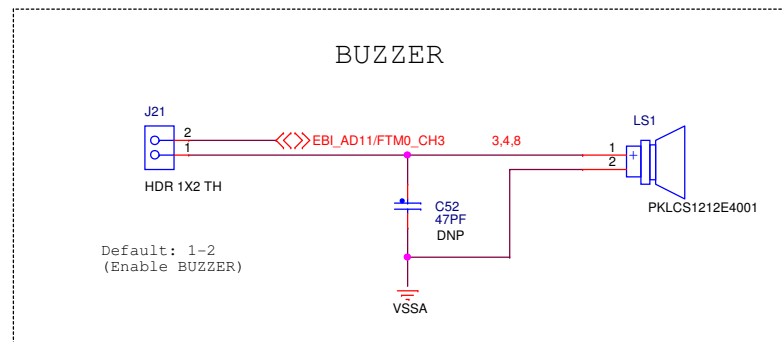 BUZZER
J21
LS1
2
EBI_AD11/FTM0_CH3
3,4,8
1
1
2
+
HDR 1X2 TH
C52
47PF
DNP
PKLCS1212E4001
Default: 1-2
(Enable BUZZER)
VSSA